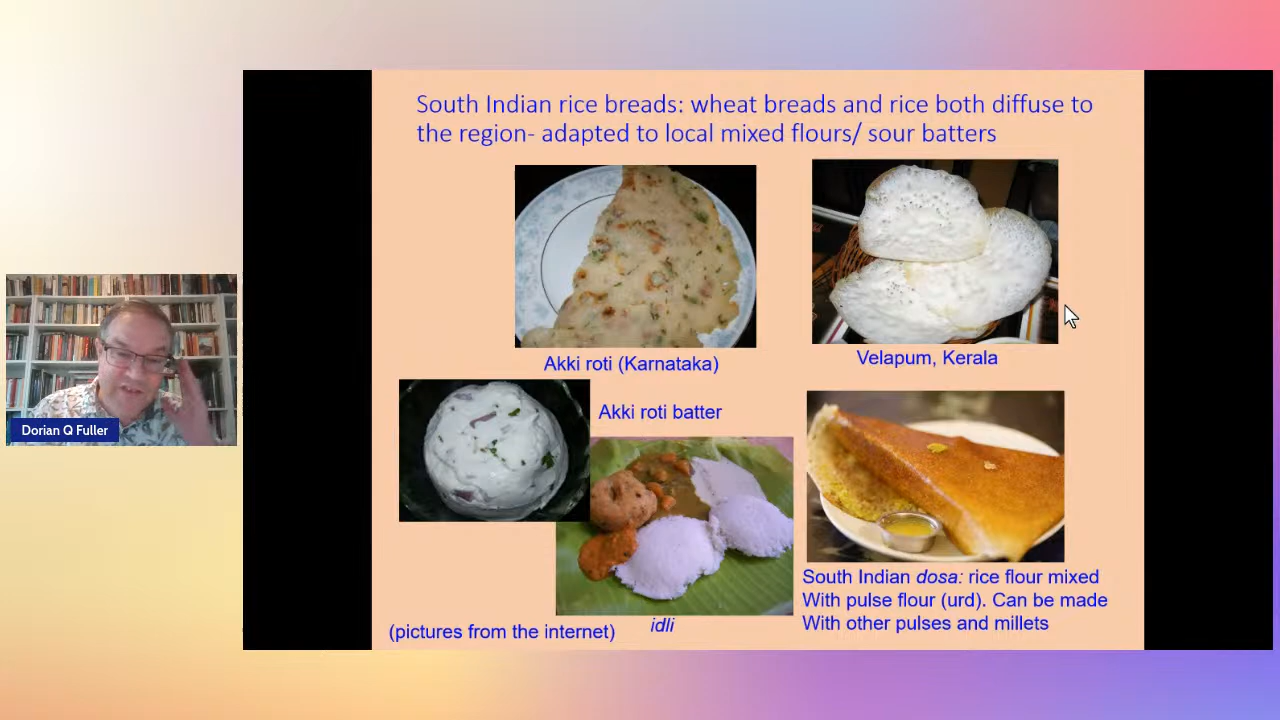 South Indian rice breads: wheat breads and rice both diffuse to
the region- adapted to local mixed flours/ sour batters
Akki roti (Karnataka)
Velapum, Kerala
Akki roti batter
Dorian Q Fuller
South Indian dosa: rice flour mixed
With pulse flour (urd). Can be made
With other pulses and millets
idli
(pictures from the internet)